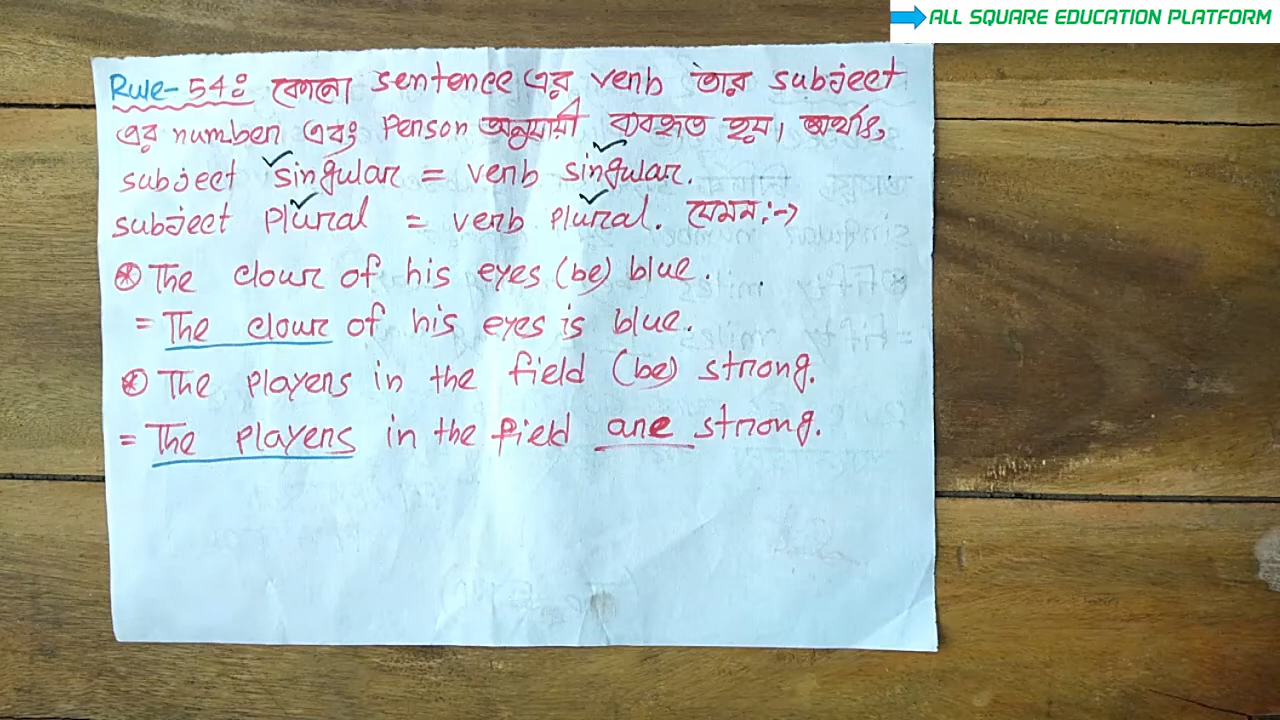 ALL SQUARE EDUCATION PLATFORM
Rule-54ঃ কোনো sentence এর verb তার subject
এর number এবং Person অনুযায়ী ব্যবহৃত হয়। অর্থাৎ,
subject singular = verb singular.
subject Plural = verb Plural. যেমন:->
The clour of his eyes (be) blue.
= The clour of his eyes is blue.
The players in the field (be) strong.
= The players in the field are strong.